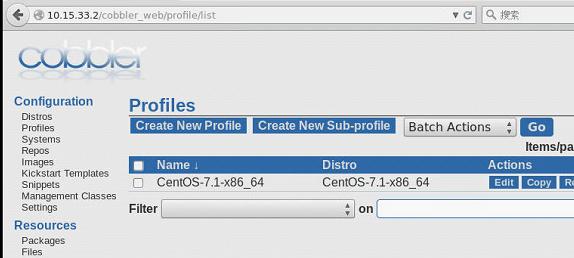 10.15.33.2/cobbler_web/profile/list
搜索
cobbler
Configuration
Distros
Profiles
Systems
Repos
Images
Kickstart Templates
Snippets
Management Classes
Settings
Resources
Packages
Files
Profiles
Create New Profile Create New Sub-profile Batch Actions Go
Items/pa
Name ↓ Distro Actions
CentOS-7.1-x86_64 CentOS-7.1-x86_64 Edit Copy Re
Filter on